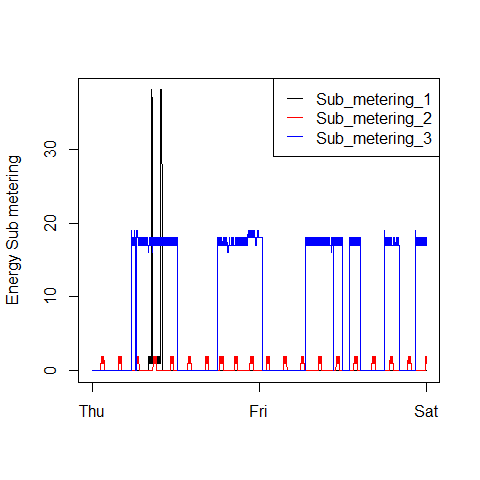 Sub_metering_1
Sub_metering_2
Sub_metering_3
Energy Sub metering
30
20
10
0
Thu
Fri
Sat